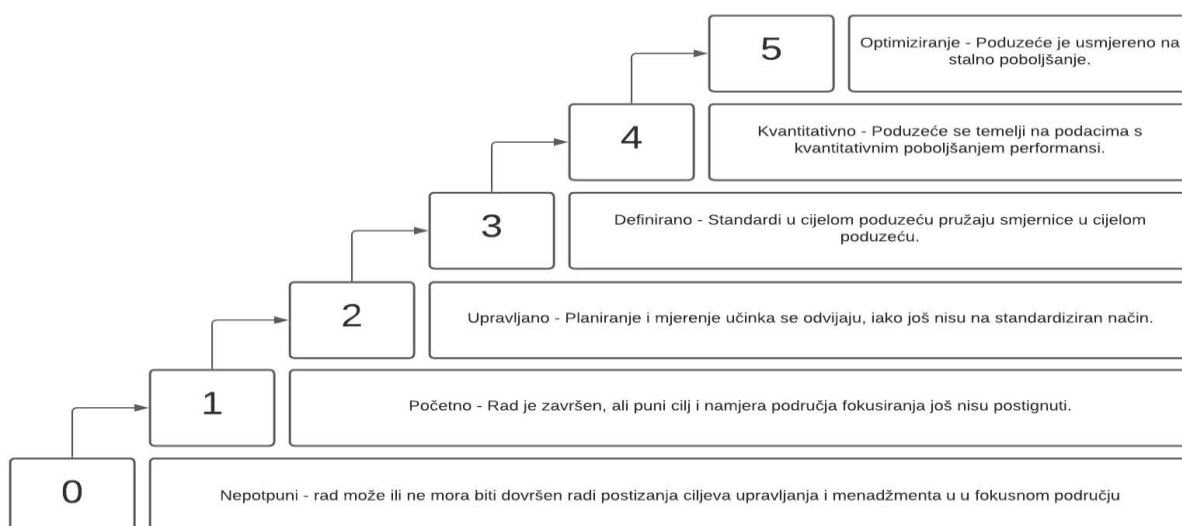 5
Optimiziranje - Poduzeće je usmjereno na
stalno poboljšanje.
4
Kvantitativno - Poduzeće se temelji na podacima s
kvantitativnim poboljšanjem performansi.
3
Definirano - Standardi u cijelom poduzeću pružaju smjernice u cijelom
poduzeću.
2
Upravljano - Planiranje i mjerenje učinka se odvijaju, iako još nisu na standardiziran način.
1
Početno - Rad je završen, ali puni cilj i namjera područja fokusiranja još nisu postignuti.
0
Nepotpuni - rad može ili ne mora biti dovršen radi postizanja ciljeva upravljanja i menadžmenta u u fokusnom području